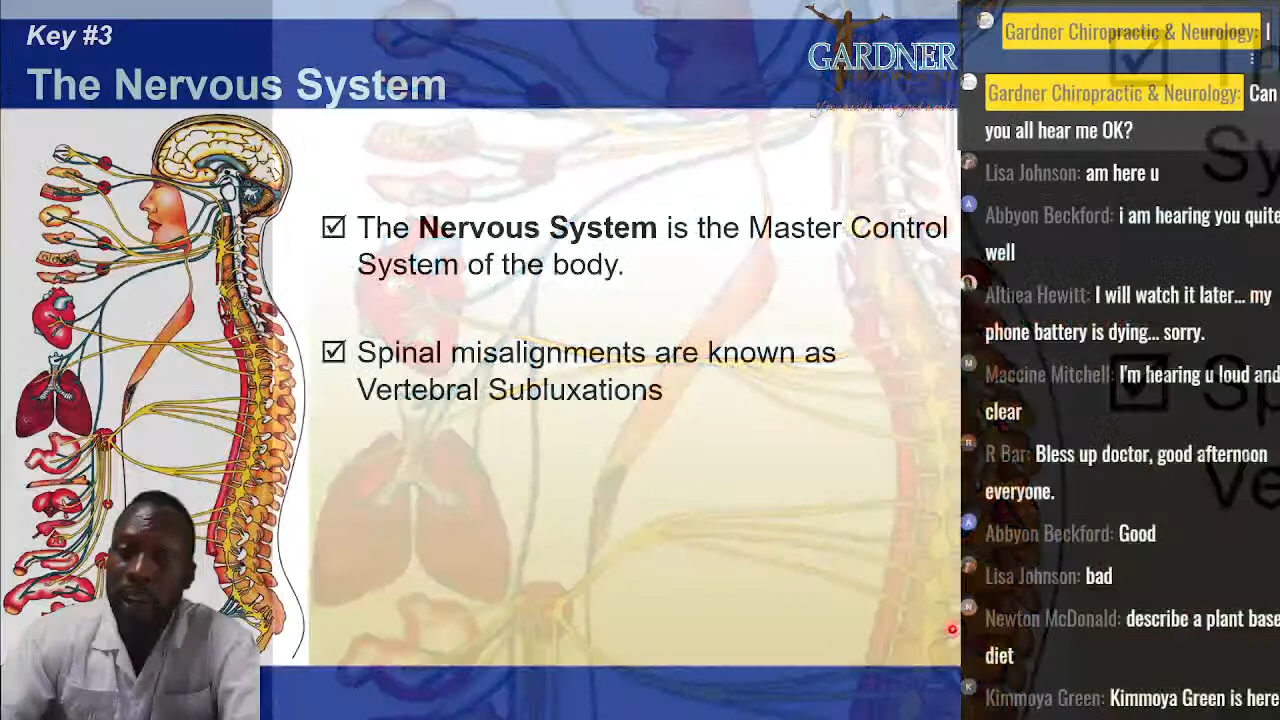 Key #3
The Nervous System
GARDNER
☑ The Nervous System is the Master Control
System of the body.
☑ Spinal misalignments are known as
Vertebral Subluxations
Gardner Chiropractic & Neurology: I
Gardner Chiropractic & Neurology: Can
you all hear me OK?
Lisa Johnson: am here u
Abbyon Beckford: i am hearing you quite
well
Althea Hewitt: I will watch it later... my
phone battery is dying... sorry.
Maccine Mitchell: I'm hearing u loud and
clear
R Bar: Bless up doctor, good afternoon
everyone.
Abbyon Beckford: Good
Lisa Johnson: bad
Newton McDonald: describe a plant base
diet
Kimmoya Green: Kimmoya Green is here